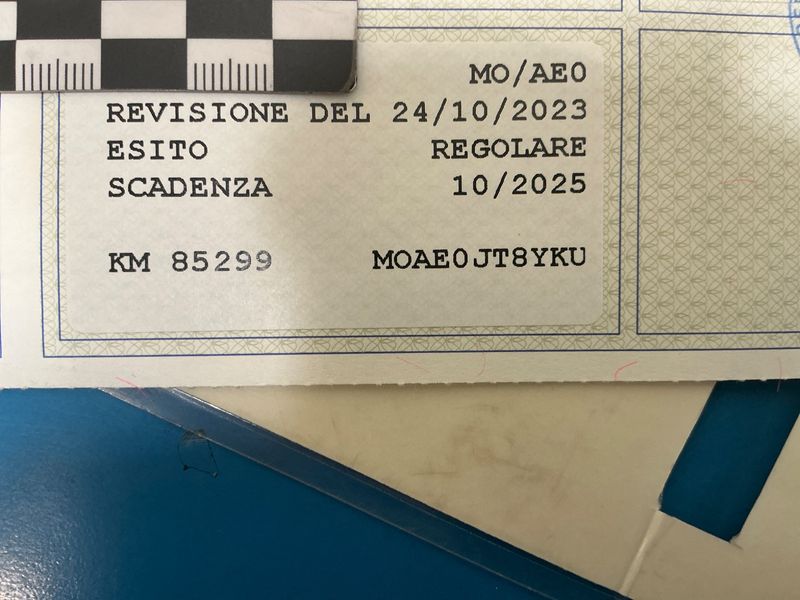 MO/AE0
REVISIONE DEL 24/10/2023
ESITO REGOLARE
SCADENZA 10/2025
KM 85299 MOAE0JT8YKU